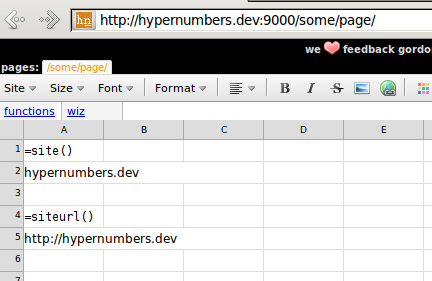 hn http://hypernumbers.dev:9000/some/page/
we feedback gordo
pages: /some/page/
Site Size Font Format B I S A
functions wiz
A B C D E
1 =site()
2 hypernumbers.dev
3
4 =siteurl()
5 http://hypernumbers.dev
6
7